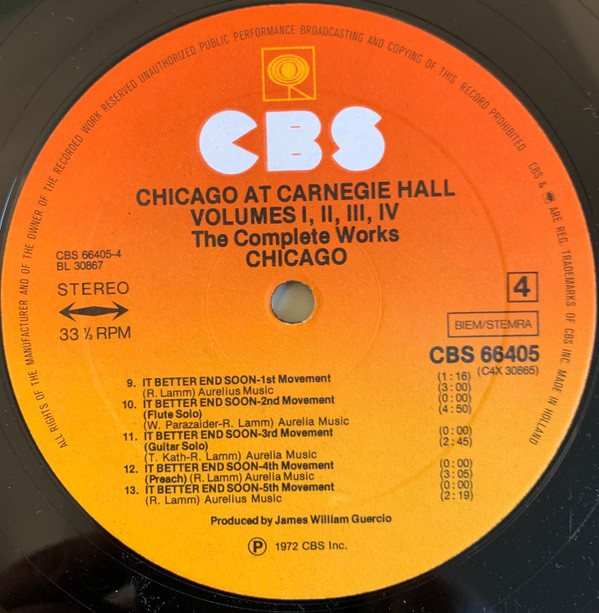 ALL RIGHTS OF THE MANUFACTURER AND OF THE OWNER OF THE RECORDED WORK RESERVED UNAUTHORIZED PUBLIC PERFORMANCE BROADCASTING AND COPYING OF THIS RECORD PROHIBITED
CBS & ARE REG. TRADEMARKS OF CBS INC. MADE IN HOLLAND
CBS
CHICAGO AT CARNEGIE HALL
VOLUMES I, II, III, IV
The Complete Works
CHICAGO
CBS 66405-4
BL 30867
STEREO
33 ⅓ RPM
4
BIEM/STEMRA
CBS 66405
(C4X 30865)
9. IT BETTER END SOON-1st Movement (1:16)
(R. Lamm) Aurelius Music (3:00)
10. IT BETTER END SOON-2nd Movement (0:00)
(Flute Solo) (4:50)
(W. Parazaider-R. Lamm) Aurelia Music
11. IT BETTER END SOON-3rd Movement (0:00)
(Guitar Solo) (2:45)
(T. Kath-R. Lamm) Aurelia Music
12. IT BETTER END SOON-4th Movement (0:00)
(Preach) (R. Lamm) Aurelia Music (3:05)
13. IT BETTER END SOON-5th Movement (0:00)
(R. Lamm) Aurelius Music (2:19)
Produced by James William Guercio
Ⓟ 1972 CBS Inc.